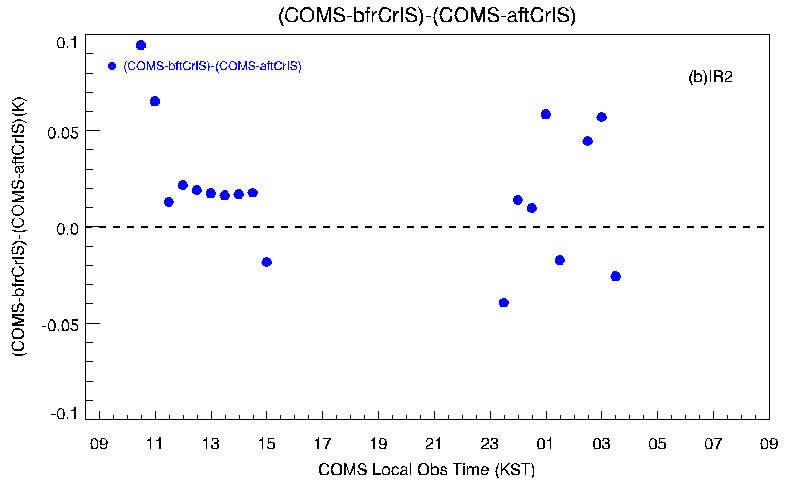 (COMS-bfrCrIS)-(COMS-aftCrIS)
(COMS-bftCrIS)-(COMS-aftCrIS)
(b)IR2
(COMS-bfrCrIS)-(COMS-aftCrIS)(K)
0.1
0.05
0.0
-0.05
-0.1
09 11 13 15 17 19 21 23 01 03 05 07 09
COMS Local Obs Time (KST)